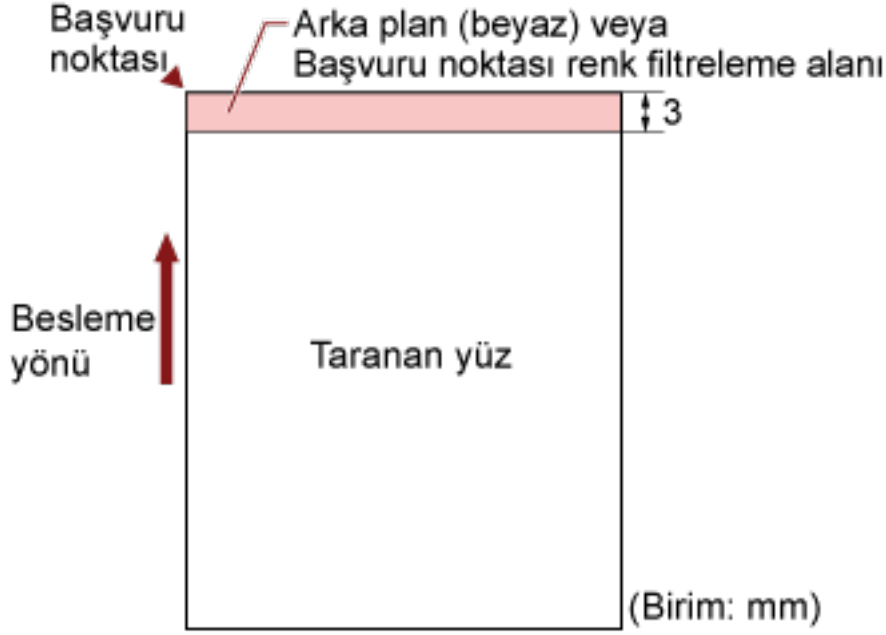 Başvuru
noktası
Arka plan (beyaz) veya
Başvuru noktası renk filtreleme alanı
3
Besleme
yönü
Taranan yüz
(Birim: mm)